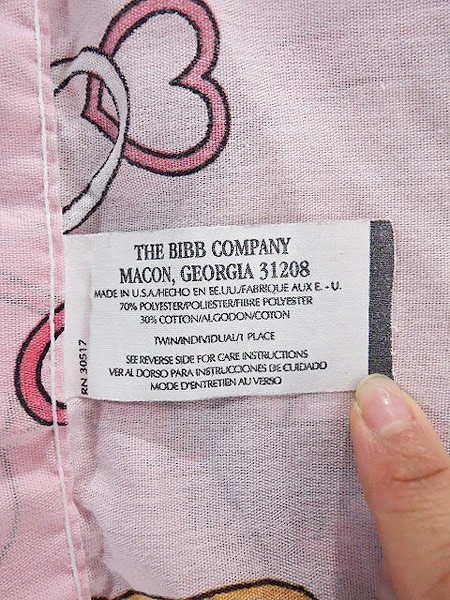 THE BIBB COMPANY
MACON, GEORGIA 31208
MADE IN U.S.A/HECHO EN EE.UU./FABRIQUE AUX E. - U.
70% POLYESTER/POLIESTER/FIBRE POLYESTER
30% COTTON/ALGODON/COTON
TWIN/INDIVIDUAL/1 PLACE
SEE REVERSE SIDE FOR CARE INSTRUCTIONS
VER AL DORSO PARA INSTRUCCIONES DE CUIDADO
MODE D'ENTRETIEN AU VERSO
RN 30517